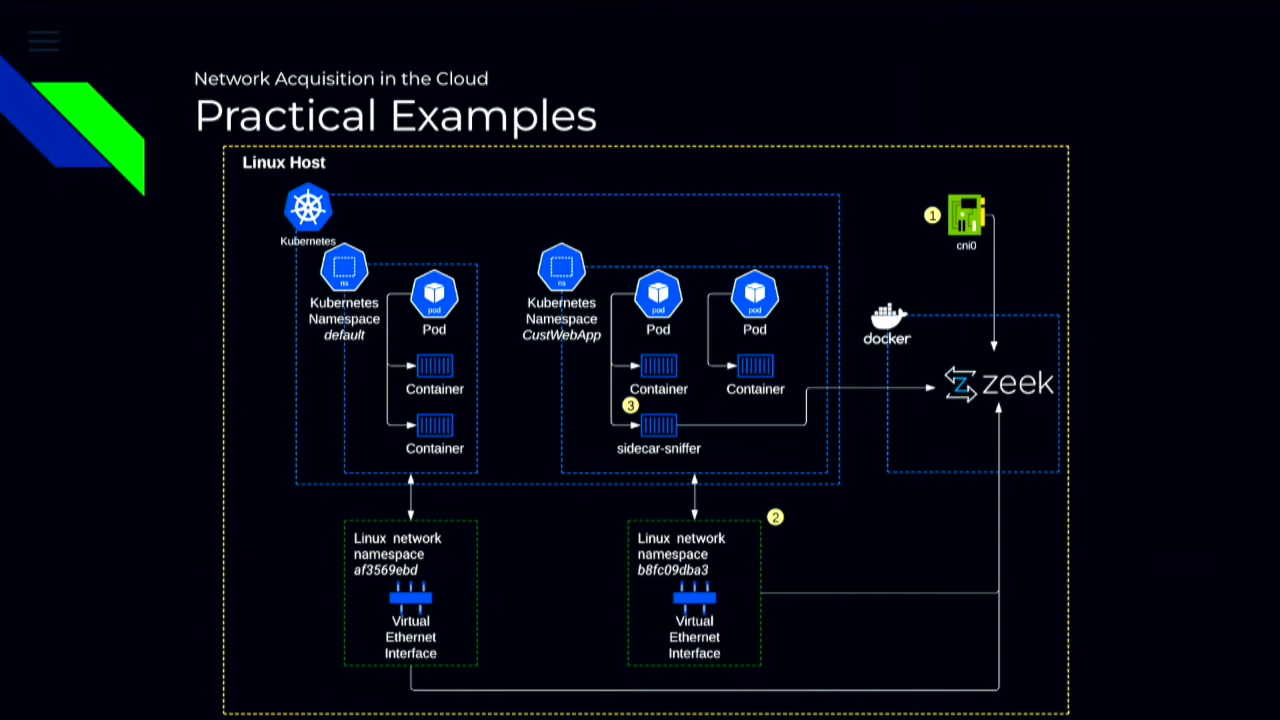 Network Acquisition in the Cloud
Practical Examples
Linux Host
Kubernetes
ns
Kubernetes
Namespace
default
pod
Pod
Container
Container
ns
Kubernetes
Namespace
CustWebApp
pod
Pod
Container
3
sidecar-sniffer
pod
Pod
Container
1
cni0
docker
zeek
Linux network
namespace
af3569ebd
Virtual
Ethernet
Interface
2
Linux network
namespace
b8fc09dba3
Virtual
Ethernet
Interface